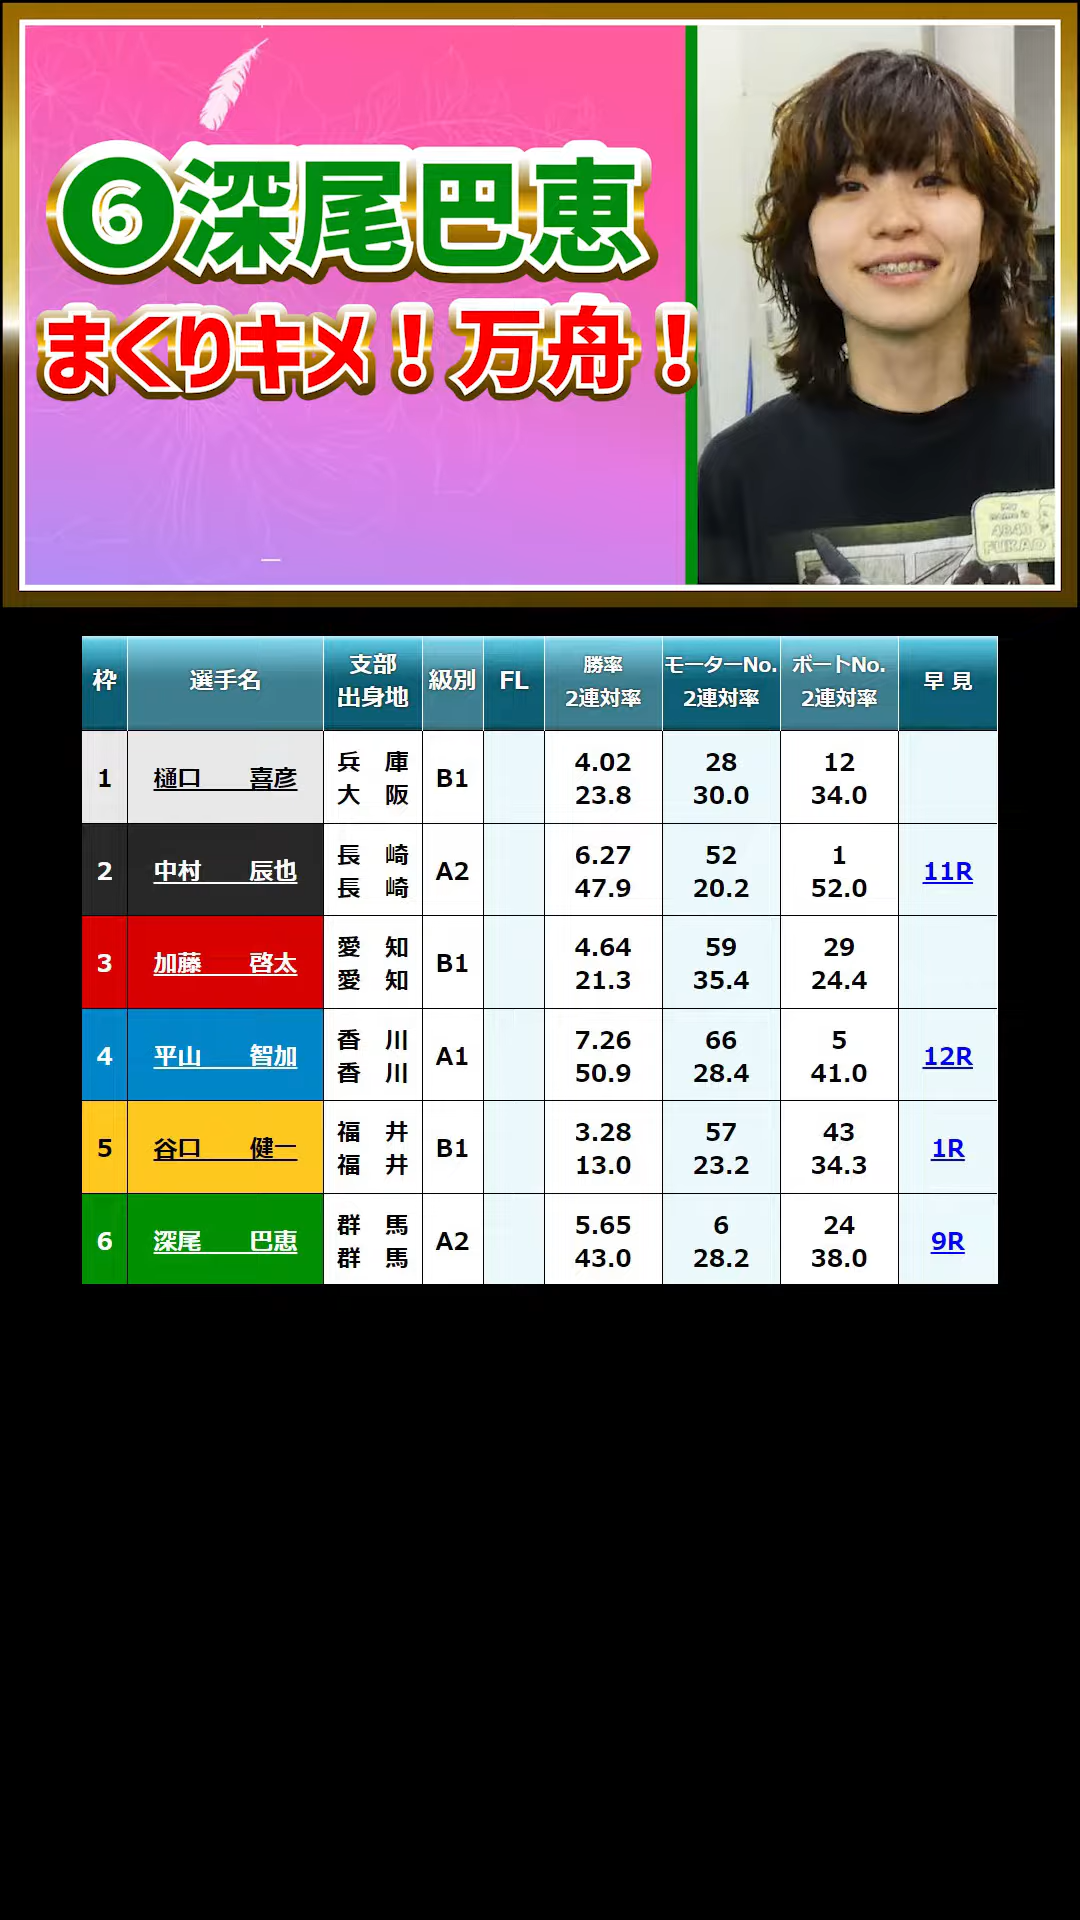 ❻深尾巴恵
まくりキメ！万舟！
4843
FUKAO
枠 選手名 支部 出身地 級別 FL 勝率 2連対率 モーターNo. 2連対率 ボートNo. 2連対率 早見
1 樋口 喜彦 兵庫 大阪 B1 4.02 23.8 28 30.0 12 34.0
2 中村 辰也 長崎 長崎 A2 6.27 47.9 52 20.2 1 52.0 11R
3 加藤 啓太 愛知 愛知 B1 4.64 21.3 59 35.4 29 24.4
4 平山 智加 香川 香川 A1 7.26 50.9 66 28.4 5 41.0 12R
5 谷口 健一 福井 福井 B1 3.28 13.0 57 23.2 43 34.3 1R
6 深尾 巴恵 群馬 群馬 A2 5.65 43.0 6 28.2 24 38.0 9R